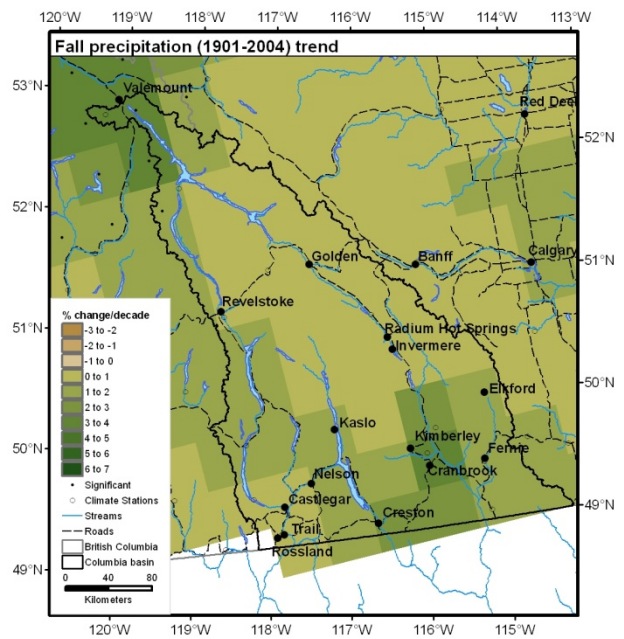 120°W 119°W 118°W 117°W 116°W 115°W 114°W 113°W
Fall precipitation (1901-2004) trend
53°N
Valemount
Red Deer
52°N
52°N
Golden
Banff
Calgary
51°N
Revelstoke
% change/decade
-3 to -2
-2 to -1
-1 to 0
0 to 1
1 to 2
2 to 3
3 to 4
4 to 5
5 to 6
6 to 7
Significant
Climate Stations
Streams
Roads
British Columbia
Columbia basin
0 40 80
Kilometers
51°N
Radium Hot Springs
Invermere
Elkford
50°N
Kaslo
Kimberley
Fernie
50°N
Cranbrook
Nelson
Castlegar
Creston
49°N
Trail
Rossland
49°N
120°W 119°W 118°W 117°W 116°W 115°W 114°W